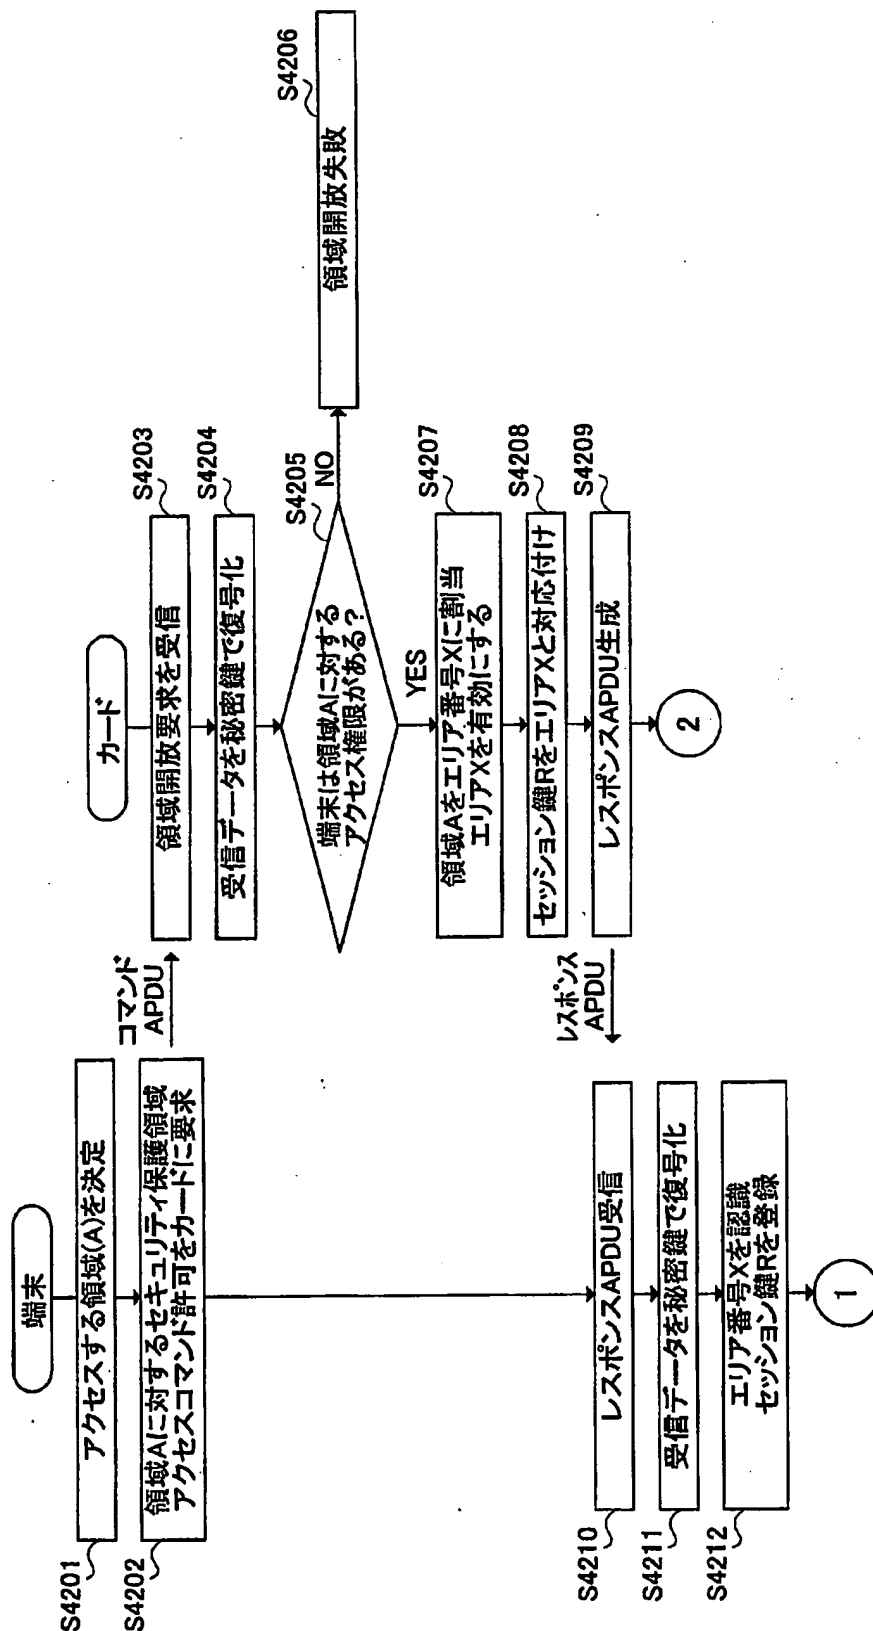 端末
S4201
アクセスする領域(A)を決定
S4202
領域Aに対するセキュリティ保護領域
アクセスコマンド許可をカードに要求
コマンド
APDU
カード
S4203
領域開放要求を受信
S4204
受信データを秘密鍵で復号化
S4205
端末は領域Aに対する
アクセス権限がある?
NO
S4206
領域開放失敗
YES
S4207
領域Aをエリア番号Xに割当
エリアXを有効にする
S4208
セッション鍵RをエリアXと対応付け
S4209
レスポンスAPDU生成
2
レスポンス
APDU
S4210
レスポンスAPDU受信
S4211
受信データを秘密鍵で復号化
S4212
エリア番号Xを認識
セッション鍵Rを登録
1